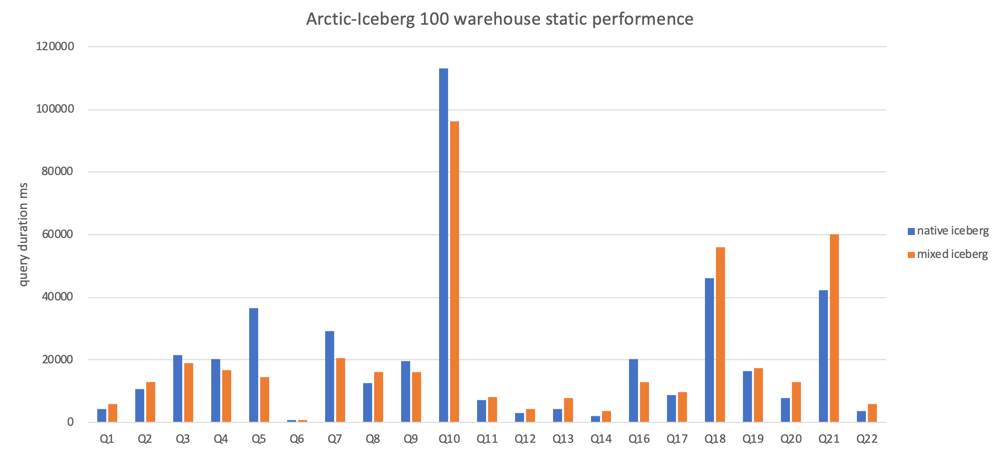 Arctic-Iceberg 100 warehouse static performence
120000
100000
80000
60000
40000
20000
0
query duration ms
native iceberg
mixed iceberg
Q1 Q2 Q3 Q4 Q5 Q6 Q7 Q8 Q9 Q10 Q11 Q12 Q13 Q14 Q16 Q17 Q18 Q19 Q20 Q21 Q22